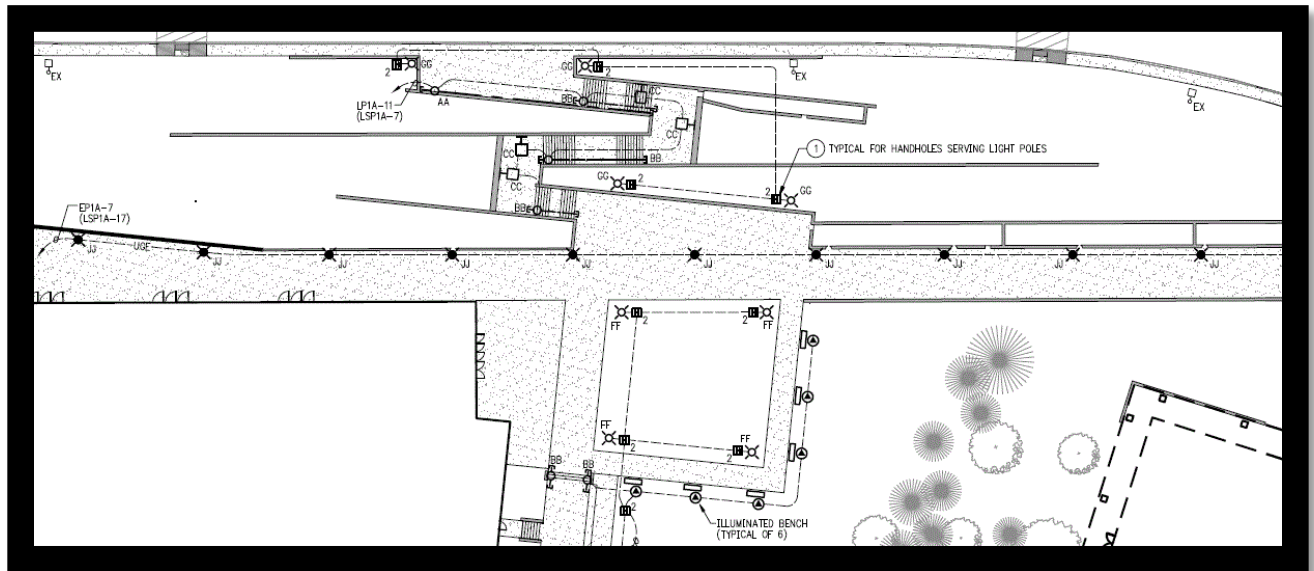 EX
2
GG
GG
2
EX
EX
LP1A-11
(LSP1A-7)
AA
BB
CC
CC
1 TYPICAL FOR HANDHOLES SERVING LIGHT POLES
CC
BB
CC
GG
2
2
GG
BB
EP1A-7
(LSP1A-17)
JJ
UGE
JJ
JJ
JJ
JJ
JJ
JJ
JJ
JJ
JJ
FF
2
2
FF
FF
2
FF
2
BB
BB
2
ILLUMINATED BENCH
(TYPICAL OF 6)